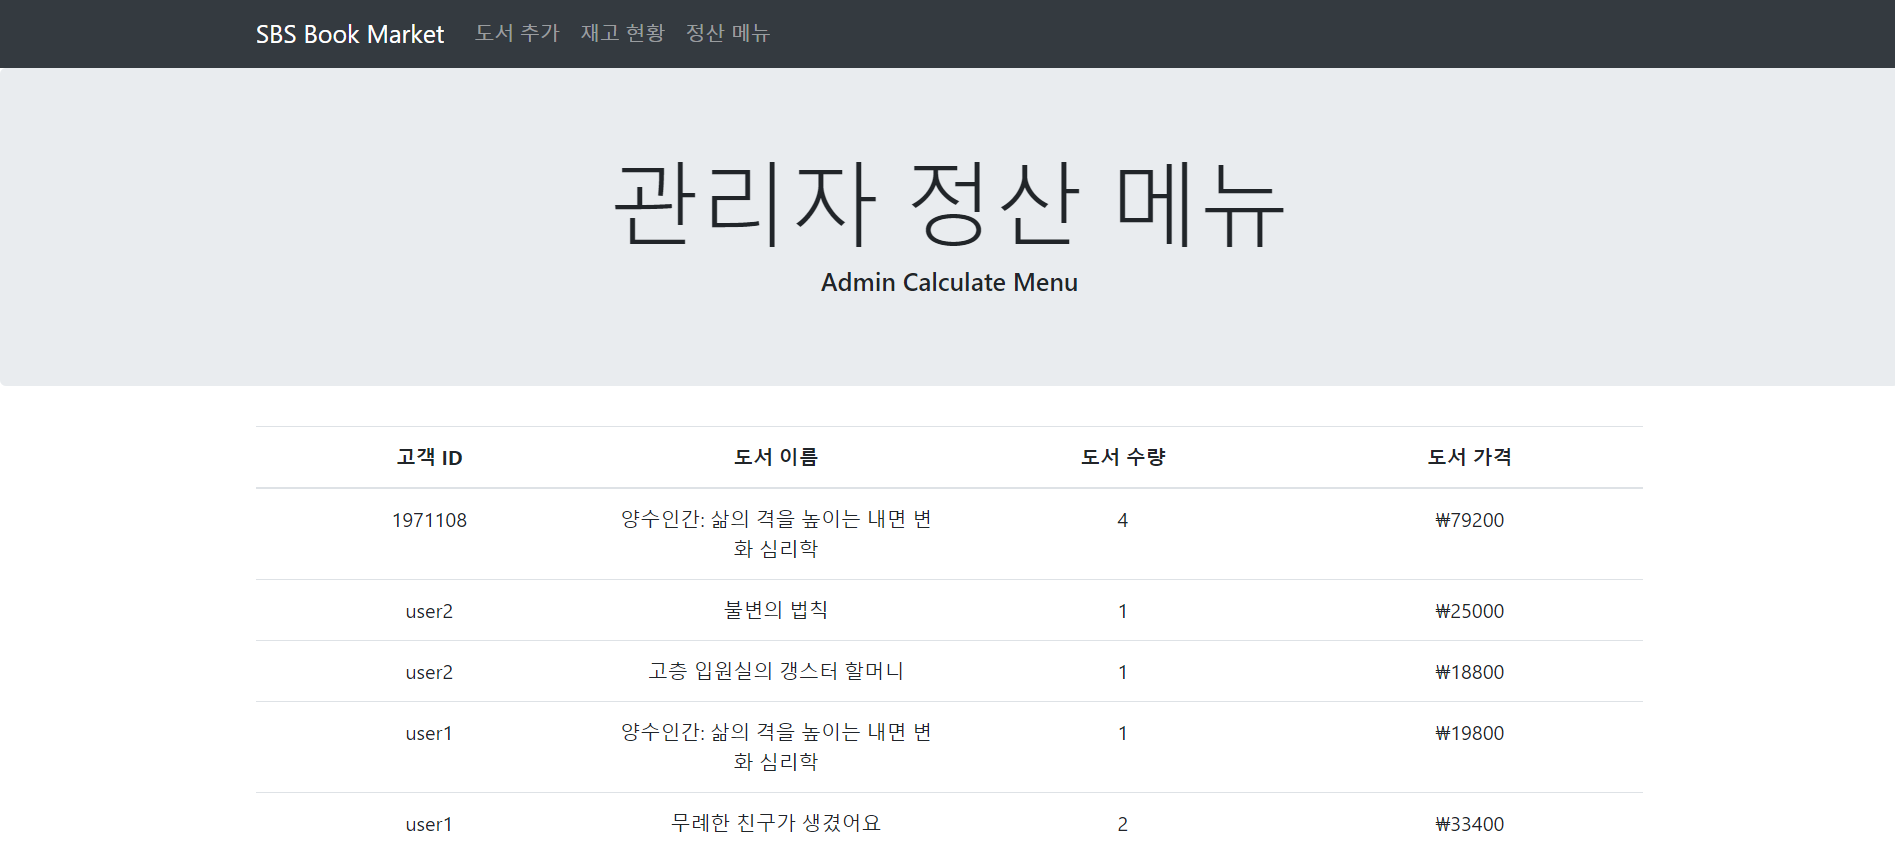 SBS Book Market 도서 추가 재고 현황 정산 메뉴
관리자 정산 메뉴
Admin Calculate Menu
고객 ID 도서 이름 도서 수량 도서 가격
1971108 양수인간: 삶의 격을 높이는 내면 변 4 ₩79200
화 심리학
user2 불변의 법칙 1 ₩25000
user2 고층 입원실의 갱스터 할머니 1 ₩18800
user1 양수인간: 삶의 격을 높이는 내면 변 1 ₩19800
화 심리학
user1 무례한 친구가 생겼어요 2 ₩33400